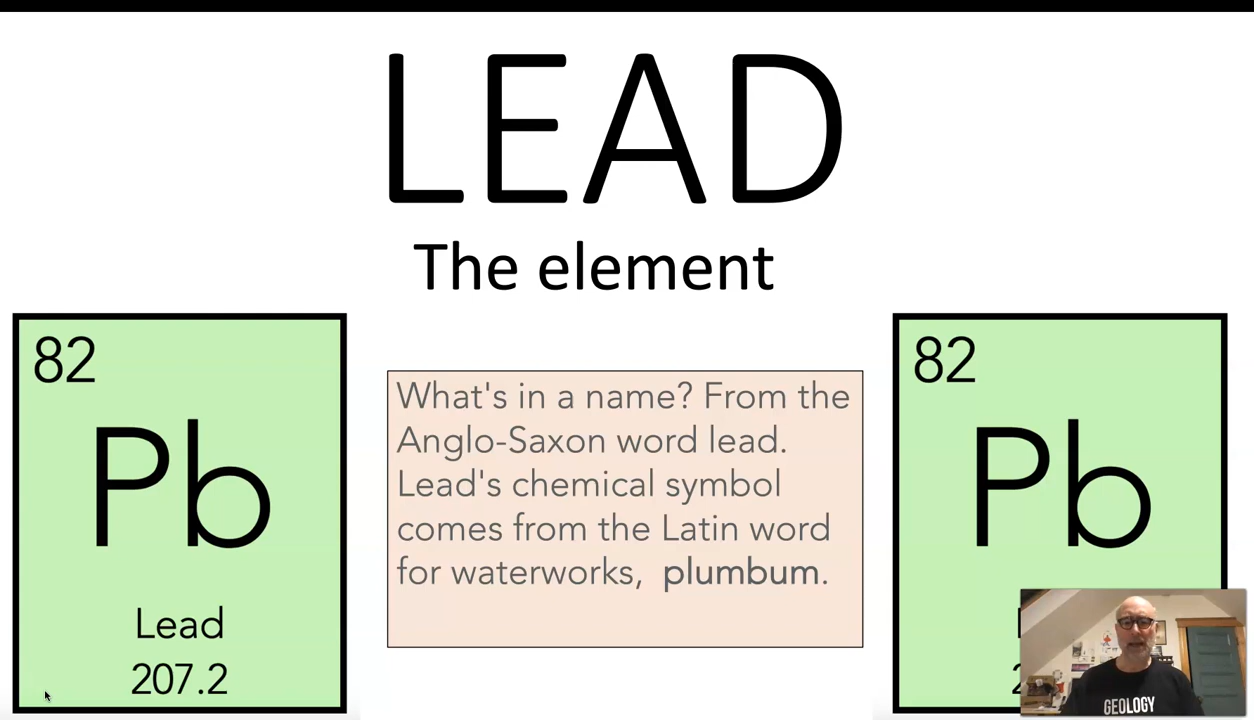 LEAD
The element
82
Pb
Lead
207.2
What's in a name? From the
Anglo-Saxon word lead.
Lead's chemical symbol
comes from the Latin word
for waterworks, plumbum.
82
Pb
GEOLOGY